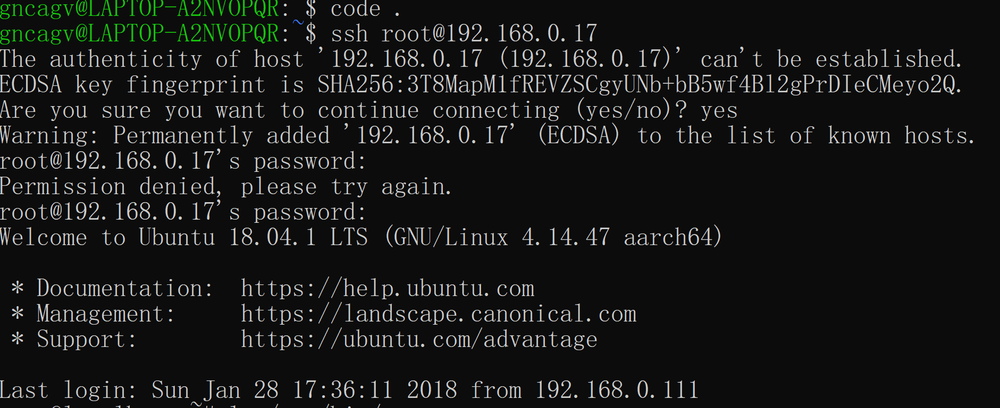 gncagv@LAPTOP-A2NVOPQR:~$ code .
gncagv@LAPTOP-A2NVOPQR:~$ ssh root@192.168.0.17
The authenticity of host '192.168.0.17 (192.168.0.17)' can't be established.
ECDSA key fingerprint is SHA256:3T8MapM1fREVZSCgyUNb+bB5wf4Bl2gPrDIeCMeyo2Q.
Are you sure you want to continue connecting (yes/no)? yes
Warning: Permanently added '192.168.0.17' (ECDSA) to the list of known hosts.
root@192.168.0.17's password:
Permission denied, please try again.
root@192.168.0.17's password:
Welcome to Ubuntu 18.04.1 LTS (GNU/Linux 4.14.47 aarch64)
* Documentation: https://help.ubuntu.com
* Management: https://landscape.canonical.com
* Support: https://ubuntu.com/advantage
Last login: Sun Jan 28 17:36:11 2018 from 192.168.0.111